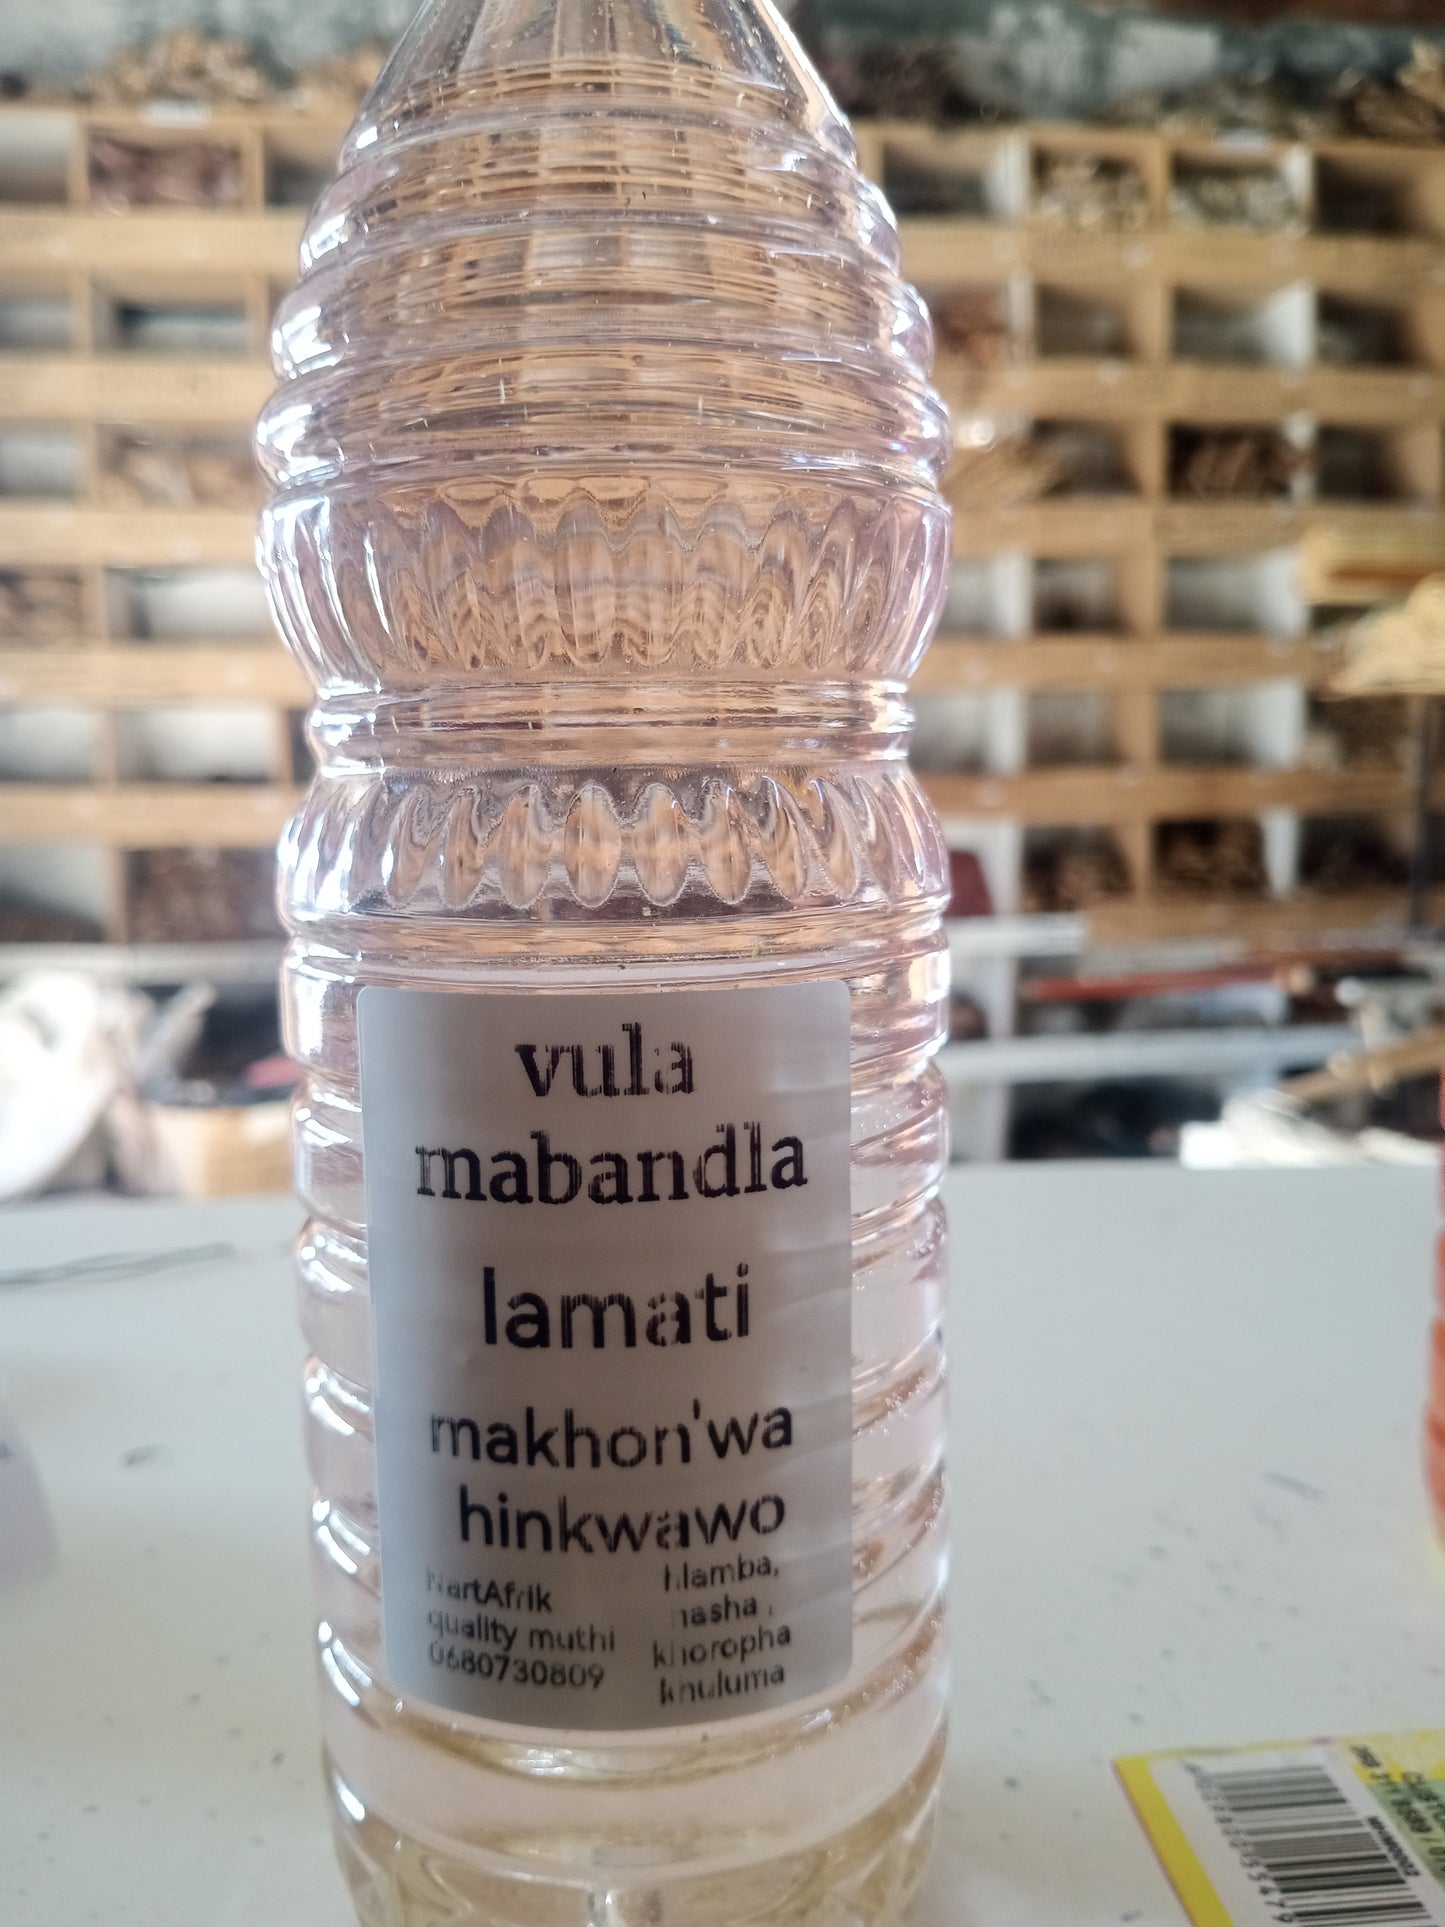 vula
mabandla
lamati
makhon'wa
hinkwawo
quality muthi
0680730809
hlamba,
khoropha
khuluma